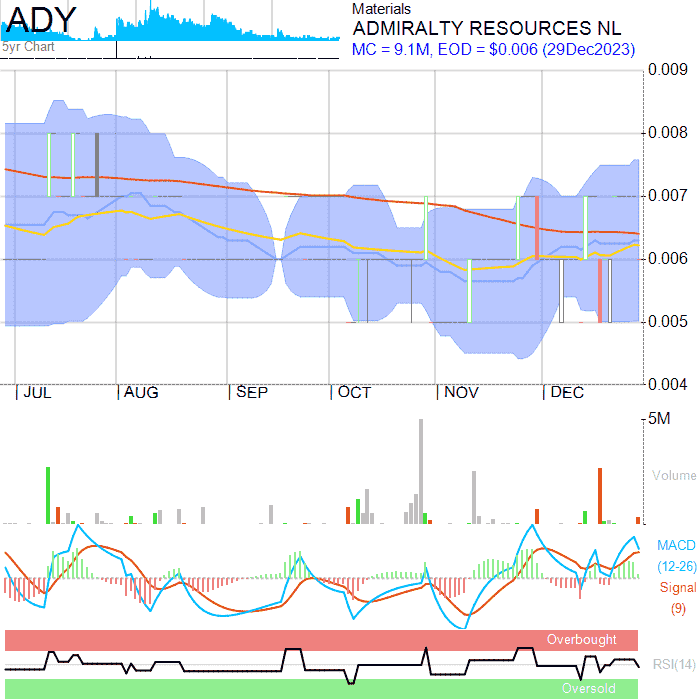 ADY
5yr Chart
Materials
ADMIRALTY RESOURCES NL
MC = 9.1M, EOD = $0.006 (29Dec2023)
0.009
0.008
0.007
0.006
0.005
0.004
JUL AUG SEP OCT NOV DEC
5M
Volume
MACD
(12-26)
Signal
(9)
Overbought
RSI(14)
Oversold